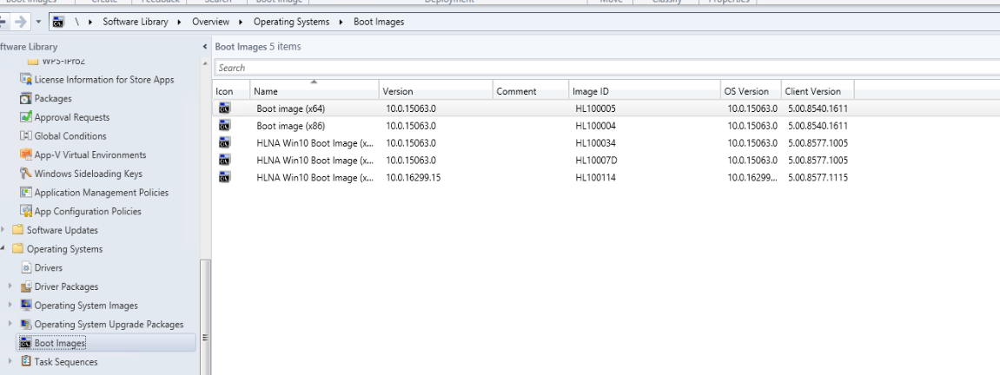 Boot Images Create Feedback Search Boot Image Deployment Move Classify Properties
\ Software Library Overview Operating Systems Boot Images
ftware Library
WPS-IPro2
License Information for Store Apps
Packages
Approval Requests
Global Conditions
App-V Virtual Environments
Windows Sideloading Keys
Application Management Policies
App Configuration Policies
Software Updates
Operating Systems
Drivers
Driver Packages
Operating System Images
Operating System Upgrade Packages
Boot Images
Task Sequences
Boot Images 5 items
Search
Icon Name Version Comment Image ID OS Version Client Version
Boot image (x64) 10.0.15063.0 HL100005 10.0.15063.0 5.00.8540.1611
Boot image (x86) 10.0.15063.0 HL100004 10.0.15063.0 5.00.8540.1611
HLNA Win10 Boot Image (x... 10.0.15063.0 HL100034 10.0.15063.0 5.00.8577.1005
HLNA Win10 Boot Image (x... 10.0.15063.0 HL10007D 10.0.15063.0 5.00.8577.1005
HLNA Win10 Boot Image (x... 10.0.16299.15 HL100114 10.0.16299... 5.00.8577.1115